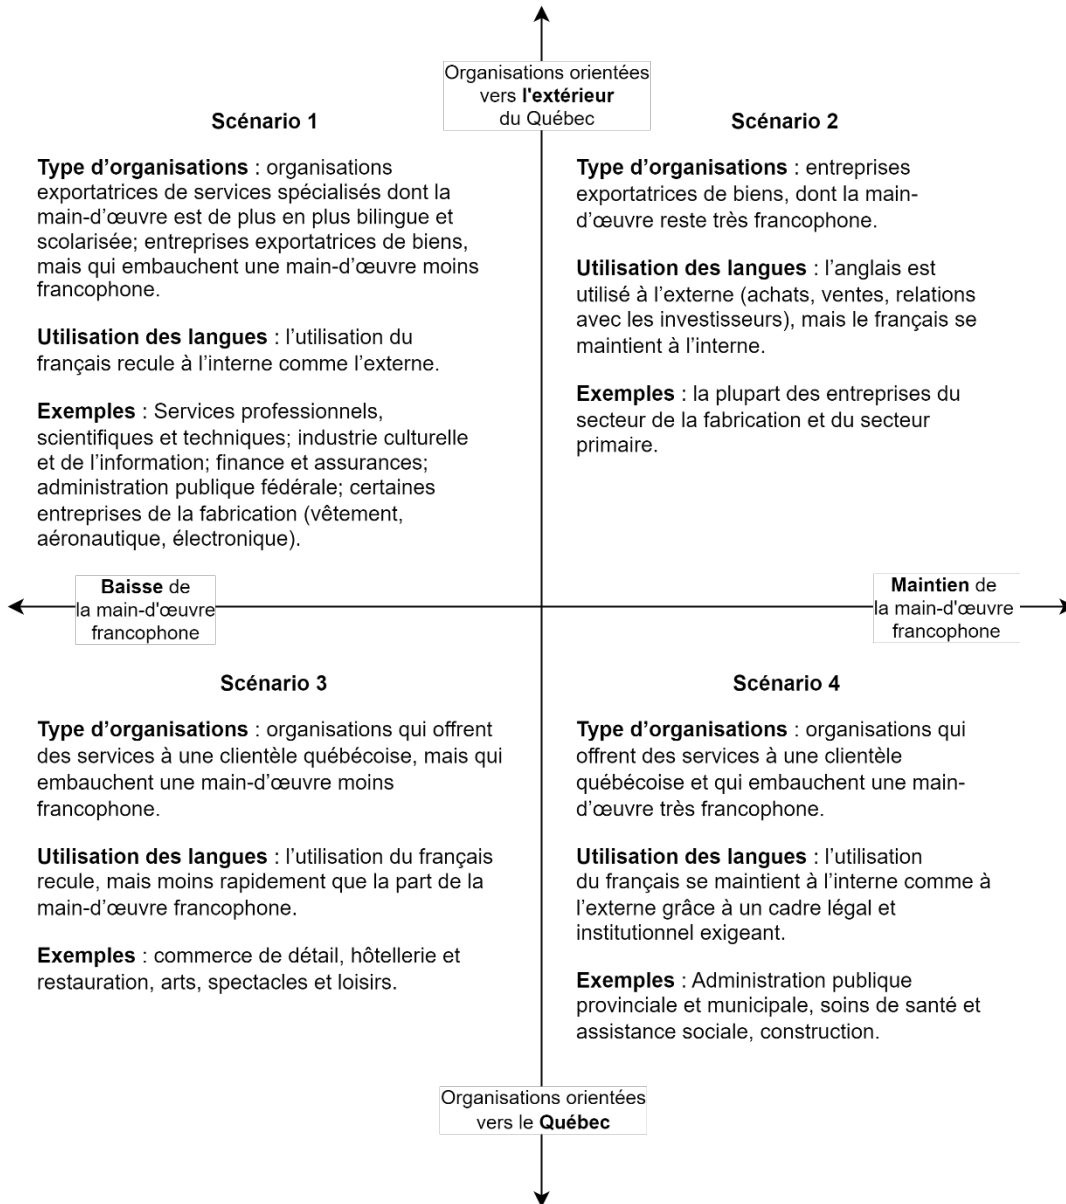 Organisations orientées
vers l'extérieur
du Québec
Scénario 1
Type d'organisations : organisations
exportatrices de services spécialisés dont la
main-d'œuvre est de plus en plus bilingue et
scolarisée; entreprises exportatrices de biens,
mais qui embauchent une main-d'œuvre moins
francophone.
Utilisation des langues : l'utilisation du
français recule à l'interne comme l'externe.
Exemples : Services professionnels,
scientifiques et techniques; industrie culturelle
et de l'information; finance et assurances;
administration publique fédérale; certaines
entreprises de la fabrication (vêtement,
aéronautique, électronique).
Scénario 2
Type d'organisations : entreprises
exportatrices de biens, dont la main-
d'œuvre reste très francophone.
Utilisation des langues : l'anglais est
utilisé à l'externe (achats, ventes, relations
avec les investisseurs), mais le français se
maintient à l'interne.
Exemples : la plupart des entreprises du
secteur de la fabrication et du secteur
primaire.
Baisse de
la main-d'œuvre
francophone
Maintien de
la main-d'œuvre
francophone
Scénario 3
Type d'organisations : organisations qui offrent
des services à une clientèle québécoise, mais qui
embauchent une main-d'œuvre moins
francophone.
Utilisation des langues : l'utilisation du français
recule, mais moins rapidement que la part de la
main-d'œuvre francophone.
Exemples : commerce de détail, hôtellerie et
restauration, arts, spectacles et loisirs.
Scénario 4
Type d'organisations : organisations qui
offrent des services à une clientèle
québécoise et qui embauchent une main-
d'œuvre très francophone.
Utilisation des langues : l'utilisation
du français se maintient à l'interne comme à
l'externe grâce à un cadre légal et
institutionnel exigeant.
Exemples : Administration publique
provinciale et municipale, soins de santé et
assistance sociale, construction.
Organisations orientées
vers le Québec